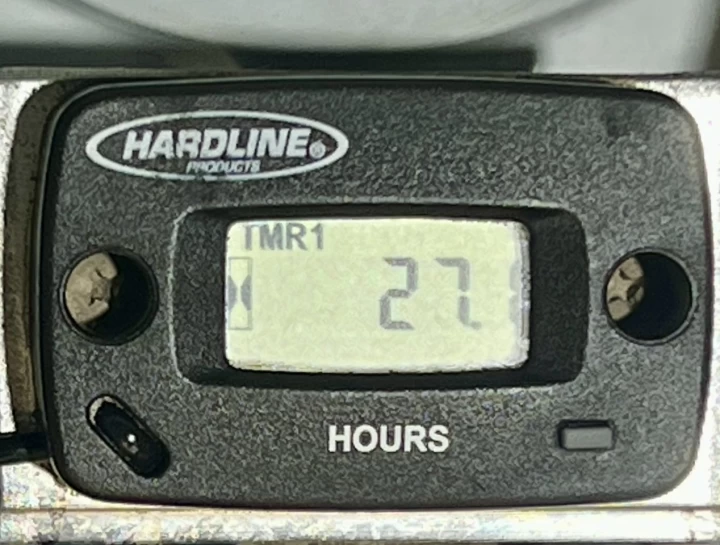 HARDLINE
PRODUCTS
TMR1
27.
HOURS